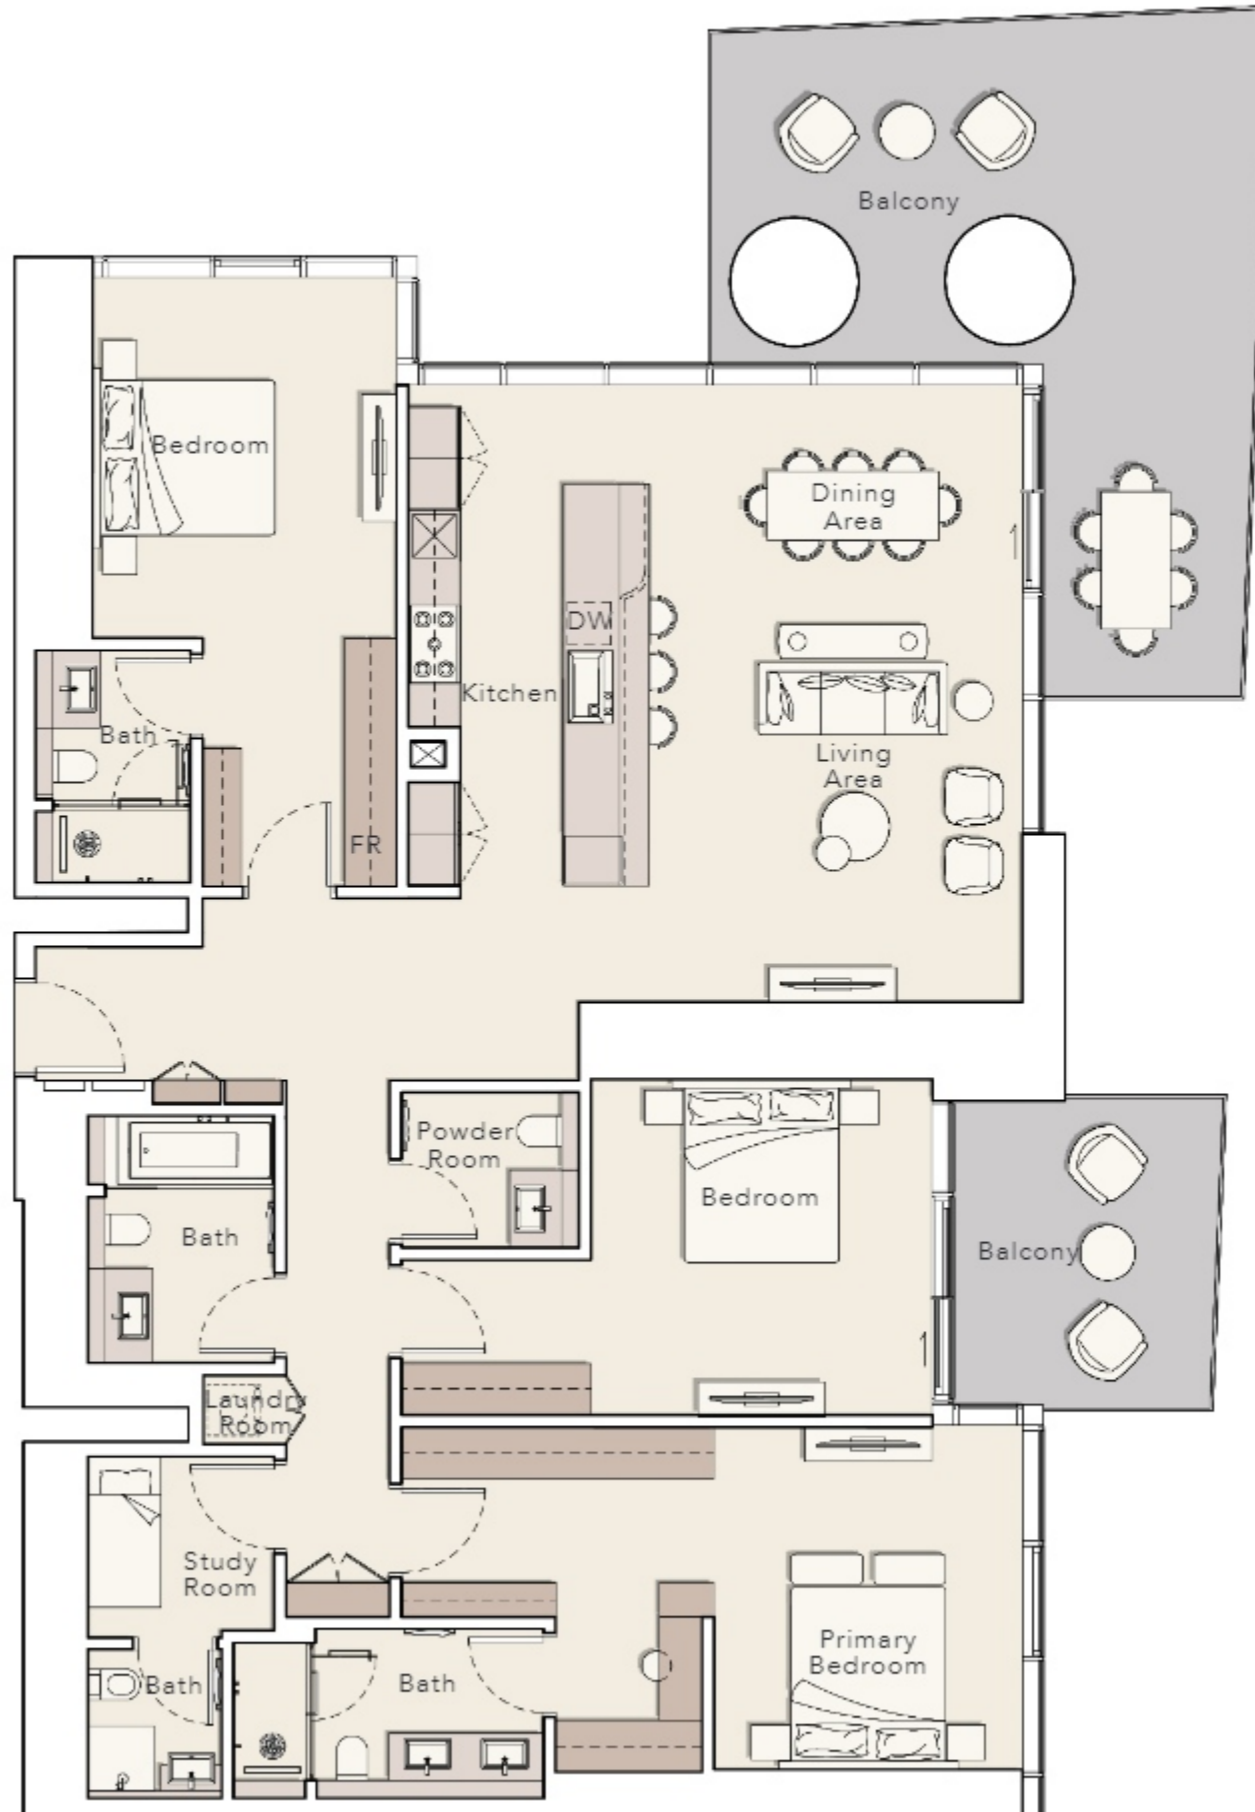 Balcony
Bedroom
Dining
Area
DW
Kitchen
Bath
Living
Area
FR
Powder
Room
Bedroom
Bath
Balcony
Laundry
Room
Study
Room
Primary
Bedroom
Bath
Bath